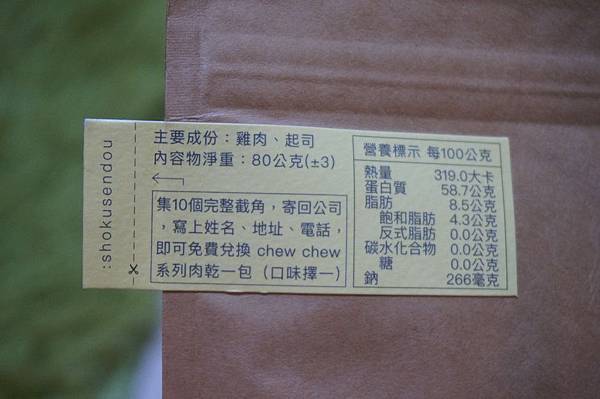 :shokusendou
主要成份：雞肉、起司
內容物淨重：80公克(±3)
集10個完整截角，寄回公司
，寫上姓名、地址、電話，
即可免費兌換 chew chew
系列肉乾一包（口味擇一）
營養標示 每100公克
熱量 319.0大卡
蛋白質 58.7公克
脂肪 8.5公克
飽和脂肪 4.3公克
反式脂肪 0.0公克
碳水化合物 0.0公克
糖 0.0公克
鈉 266毫克